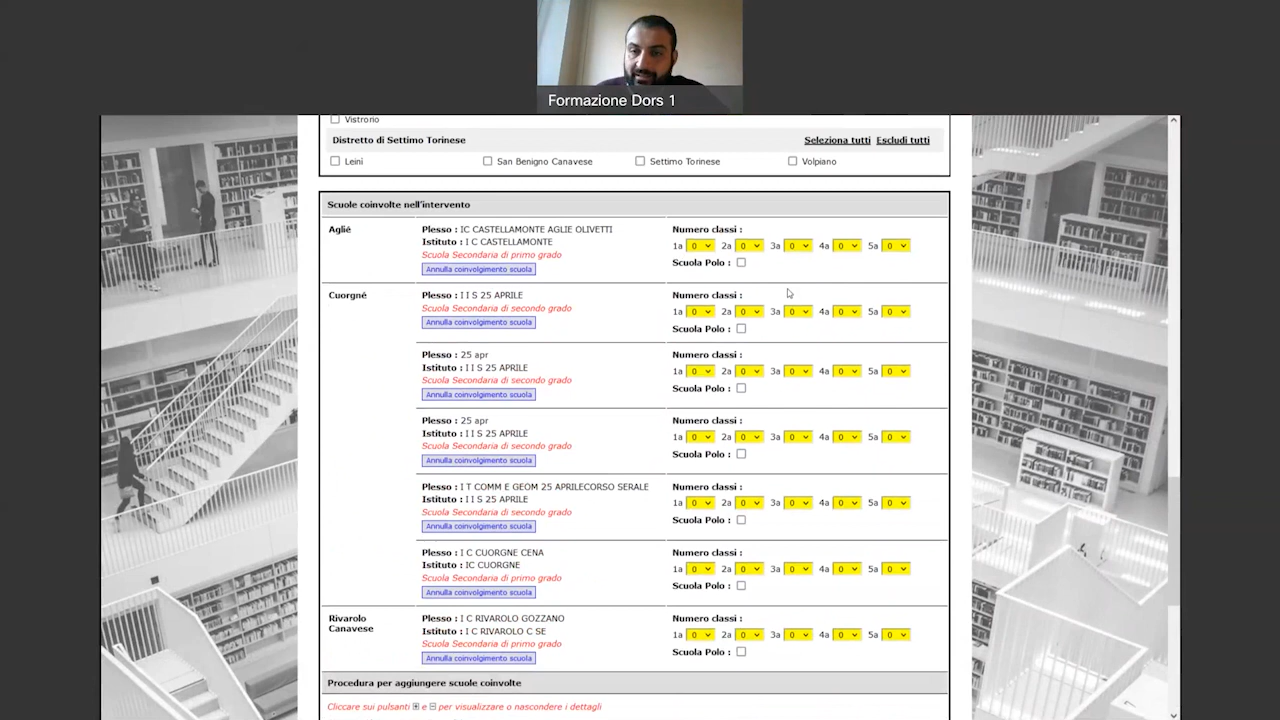 Formazione Dors 1
Vistrorio
Distretto di Settimo Torinese Seleziona tutti Escludi tutti
Leini San Benigno Canavese Settimo Torinese Volpiano
Scuole coinvolte nell'intervento
Aglié Plesso : IC CASTELLAMONTE AGLIE OLIVETTI Numero classi :
Istituto : I C CASTELLAMONTE 1a 0 2a 0 3a 0 4a 0 5a 0
Scuola Secondaria di primo grado Scuola Polo :
Annulla coinvolgimento scuola
Cuorgné Plesso : I I S 25 APRILE Numero classi :
Scuola Secondaria di secondo grado 1a 0 2a 0 3a 0 4a 0 5a 0
Annulla coinvolgimento scuola Scuola Polo :
Plesso : 25 apr Numero classi :
Istituto : I I S 25 APRILE 1a 0 2a 0 3a 0 4a 0 5a 0
Scuola Secondaria di secondo grado Scuola Polo :
Annulla coinvolgimento scuola
Plesso : 25 apr Numero classi :
Istituto : I I S 25 APRILE 1a 0 2a 0 3a 0 4a 0 5a 0
Scuola Secondaria di secondo grado Scuola Polo :
Annulla coinvolgimento scuola
Plesso : I T COMM E GEOM 25 APRILECORSO SERALE Numero classi :
Istituto : I I S 25 APRILE 1a 0 2a 0 3a 0 4a 0 5a 0
Scuola Secondaria di secondo grado Scuola Polo :
Annulla coinvolgimento scuola
Plesso : I C CUORGNE CENA Numero classi :
Istituto : IC CUORGNE 1a 0 2a 0 3a 0 4a 0 5a 0
Scuola Secondaria di primo grado Scuola Polo :
Annulla coinvolgimento scuola
Rivarolo Canavese Plesso : I C RIVAROLO GOZZANO Numero classi :
Istituto : I C RIVAROLO C SE 1a 0 2a 0 3a 0 4a 0 5a 0
Scuola Secondaria di primo grado Scuola Polo :
Annulla coinvolgimento scuola
Procedura per aggiungere scuole coinvolte
Cliccare sui pulsanti + e - per visualizzare o nascondere i dettagli